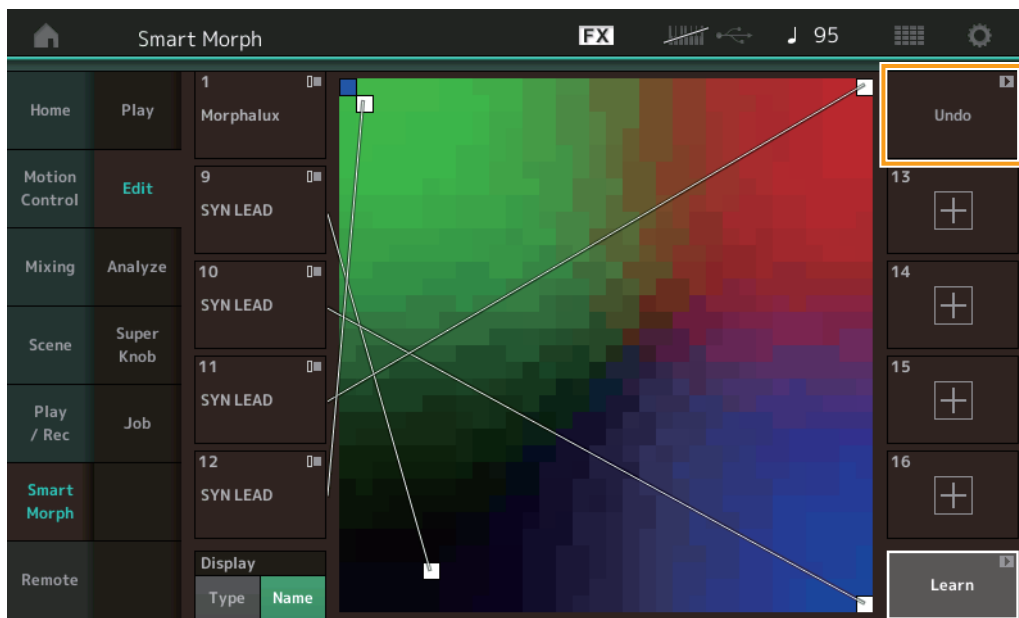 Smart Morph
FX
95
Home
Play
Motion
Control
Edit
Mixing
Analyze
Scene
Super
Knob
Play
/ Rec
Job
Smart
Morph
Remote
1
Morphalux
9
SYN LEAD
10
SYN LEAD
11
SYN LEAD
12
SYN LEAD
Display
Type
Name
Undo
13
14
15
16
Learn